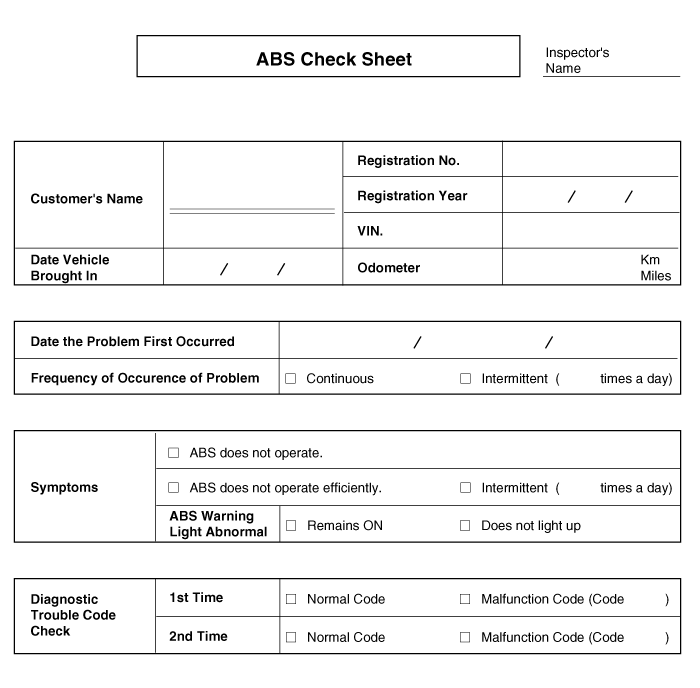 ABS Check Sheet
Inspector's
Name
Customer's Name
Registration No.
Registration Year / /
VIN.
Date Vehicle
Brought In / /
Odometer
Km
Miles
Date the Problem First Occurred / /
Frequency of Occurence of Problem □ Continuous □ Intermittent ( times a day)
Symptoms
□ ABS does not operate.
□ ABS does not operate efficiently. □ Intermittent ( times a day)
ABS Warning
Light Abnormal
□ Remains ON □ Does not light up
Diagnostic
Trouble Code
Check
1st Time □ Normal Code □ Malfunction Code (Code )
2nd Time □ Normal Code □ Malfunction Code (Code )